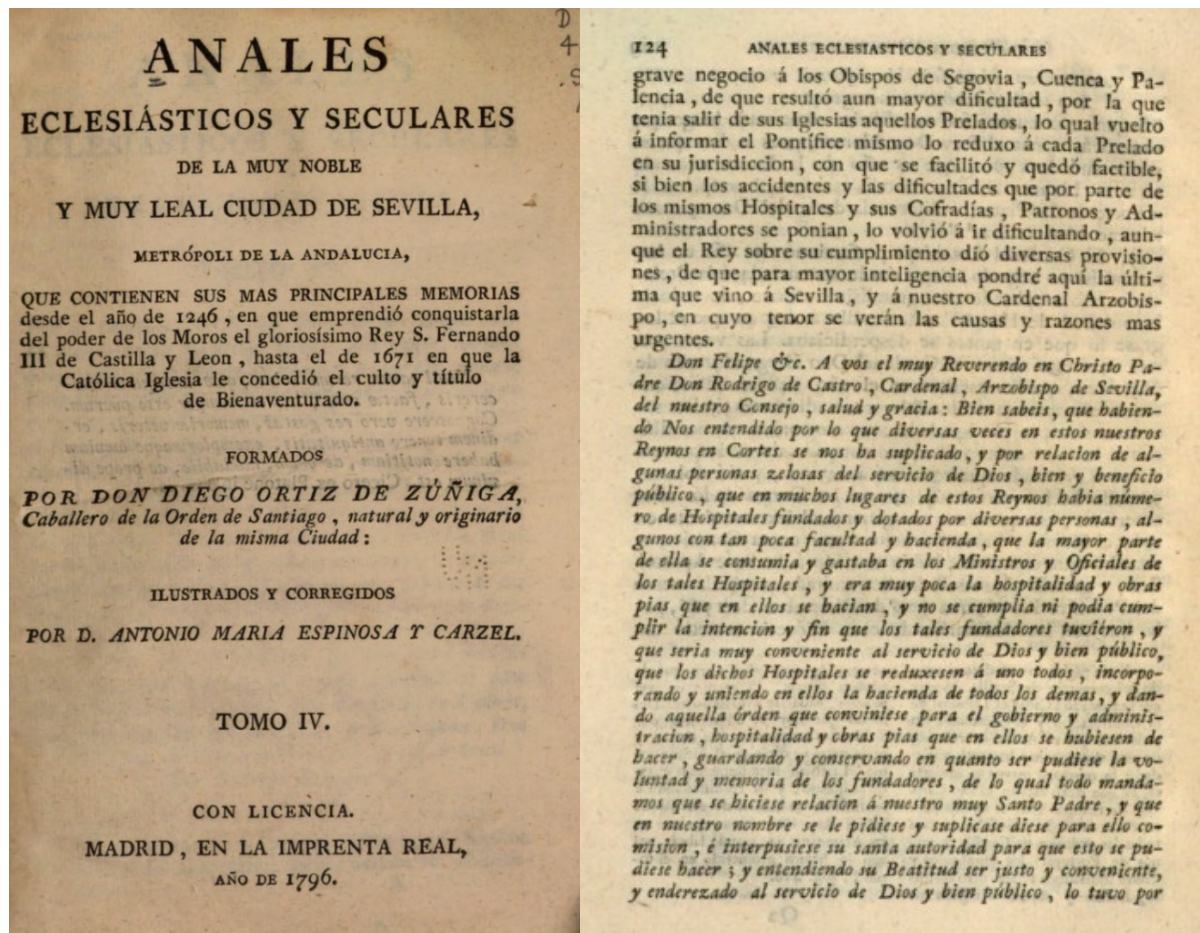 D
4
.S
ANALES
ECLESIÁSTICOS Y SECULARES
DE LA MUY NOBLE
Y MUY LEAL CIUDAD DE SEVILLA,
METRÓPOLI DE LA ANDALUCIA,
QUE CONTIENEN SUS MAS PRINCIPALES MEMORIAS
desde el año de 1246, en que emprendió conquistarla
del poder de los Moros el gloriosísimo Rey S. Fernando
III de Castilla y Leon, hasta el de 1671 en que la
Católica Iglesia le concedió el culto y título
de Bienaventurado.
FORMADOS
POR DON DIEGO ORTIZ DE ZÚÑIGA,
Caballero de la Orden de Santiago, natural y originario
de la misma Ciudad:
ILUSTRADOS Y CORREGIDOS
POR D. ANTONIO MARIA ESPINOSA Y CARZEL.
TOMO IV.
CON LICENCIA.
MADRID, EN LA IMPRENTA REAL,
AÑO DE 1796.
124 ANALES ECLESIASTICOS Y SECULARES
grave negocio á los Obispos de Segovia, Cuenca y Pa-
lencia, de que resultó aun mayor dificultad, por la que
tenia salir de sus Iglesias aquellos Prelados, lo qual vuelto
á informar el Pontífice mismo lo reduxo á cada Prelado
en su jurisdiccion, con que se facilitó y quedó factible,
si bien los accidentes y las dificultades que por parte de
los mismos Hospitales y sus Cofradías, Patronos y Ad-
ministradores se ponian, lo volvió á ir dificultando, aun-
que el Rey sobre su cumplimiento dió diversas provisio-
nes, de que para mayor inteligencia pondré aquí la últi-
ma que vino á Sevilla, y á nuestro Cardenal Arzobis-
po, en cuyo tenor se verán las causas y razones mas
urgentes.
Don Felipe &c. A vos el muy Reverendo en Christo Pa-
dre Don Rodrigo de Castro, Cardenal, Arzobispo de Sevilla,
del nuestro Consejo, salud y gracia: Bien sabeis, que habien-
do Nos entendido por lo que diversas veces en estos nuestros
Reynos en Cortes se nos ha suplicado, y por relacion de al-
gunas personas zelosas del servicio de Dios, bien y beneficio
público, que en muchos lugares de estos Reynos habia núme-
ro de Hospitales fundados y dotados por diversas personas, al-
gunos con tan poca facultad y hacienda, que la mayor parte
de ella se consumia y gastaba en los Ministros y Oficiales de
los tales Hospitales, y era muy poca la hospitalidad y obras
pias que en ellos se hacian, y no se cumplia ni podia cum-
plir la intencion y fin que los tales fundadores tuviéron, y
que seria muy conveniente al servicio de Dios y bien público,
que los dichos Hospitales se reduxesen á uno todos, incorpo-
rando y uniendo en ellos la hacienda de todos los demas, y dan-
do aquella órden que conviniese para el gobierno y adminis-
tracion, hospitalidad y obras pias que en ellos se hubiesen de
hacer, guardando y conservando en quanto ser pudiese la vo-
luntad y memoria de los fundadores, de lo qual todo manda-
mos que se hiciese relacion á nuestro muy Santo Padre, y que
en nuestro nombre se le pidiese y suplicase diese para ello co-
mision, é interpusiese su santa autoridad para que esto se pu-
diese hacer; y entendiendo su Beatitud ser justo y conveniente,
y enderezado al servicio de Dios y bien público, lo tuvo por